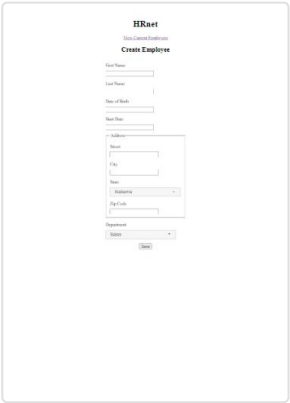 HRnet
View Current Employees
Create Employee
First Name
Last Name
Date of Birth
Start Date
Address
Street
City
State
Alabama
Zip Code
Department
Sales
Save